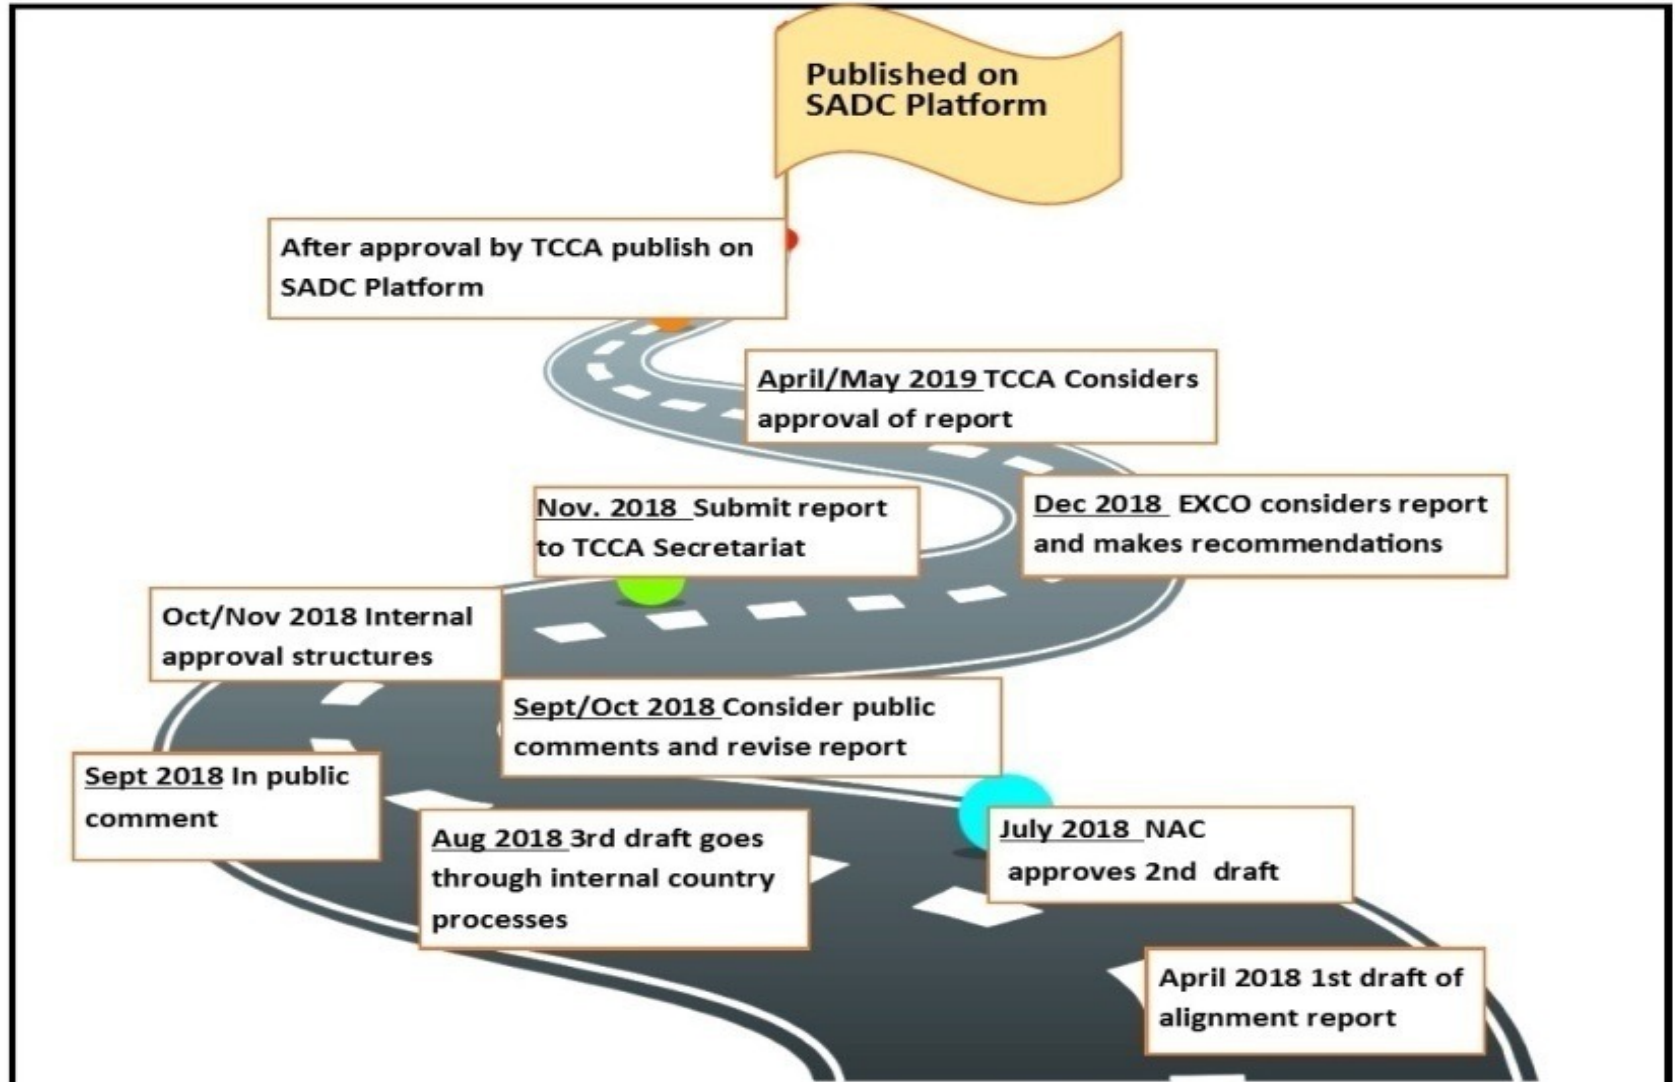 Published on
SADC Platform
After approval by TCCA publish on
SADC Platform
April/May 2019 TCCA Considers
approval of report
Nov. 2018 Submit report
to TCCA Secretariat
Dec 2018 EXCO considers report
and makes recommendations
Oct/Nov 2018 Internal
approval structures
Sept/Oct 2018 Consider public
comments and revise report
Sept 2018 In public
comment
Aug 2018 3rd draft goes
through internal country
processes
July 2018 NAC
approves 2nd draft
April 2018 1st draft of
alignment report